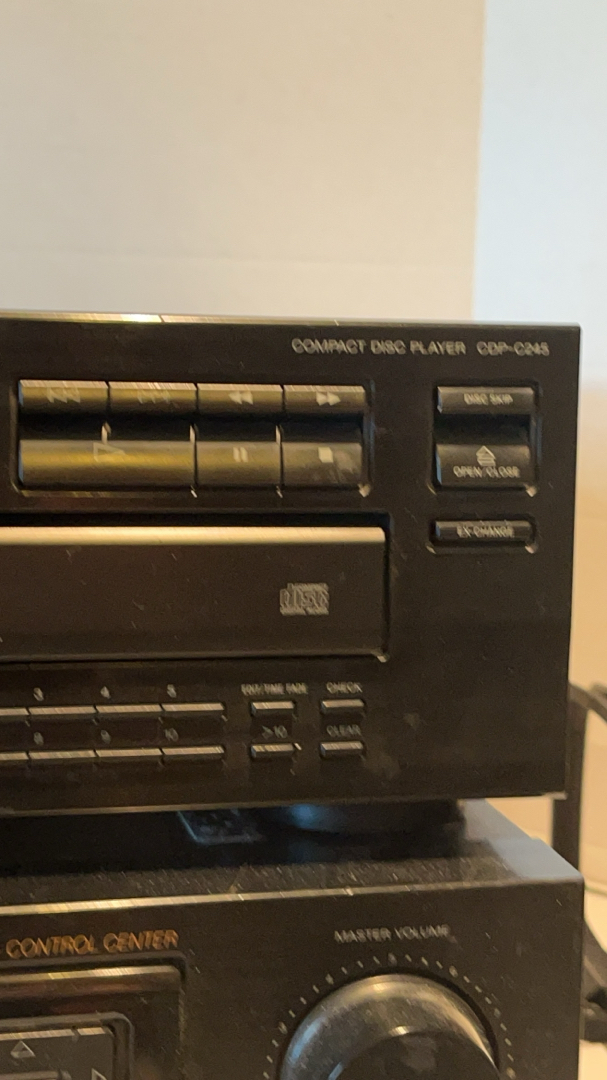 COMPACT DISC PLAYER CDP-C245
DISC SKIP
OPEN/CLOSE
EX-CHANGE
disc
3 4 5
EDIT/TIME FADE CHECK
8 9 10
>10 CLEAR
CONTROL CENTER
MASTER VOLUME